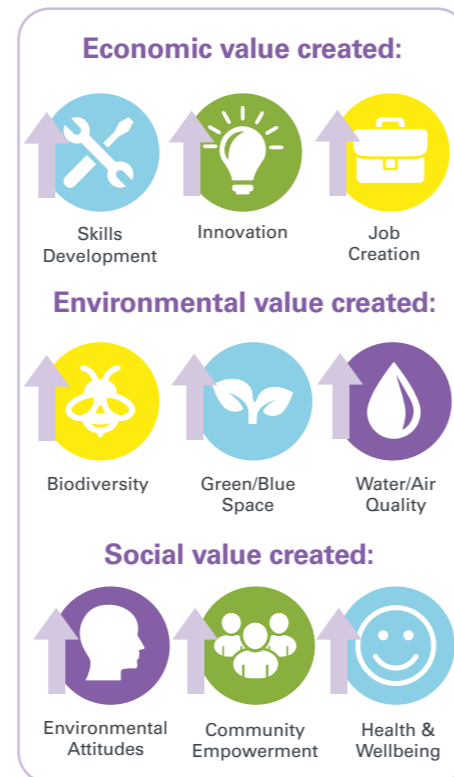 Economic value created:
Skills
Development
Innovation
Job
Creation
Environmental value created:
Biodiversity
Green/Blue
Space
Water/Air
Quality
Social value created:
Environmental
Attitudes
Community
Empowerment
Health &
Wellbeing